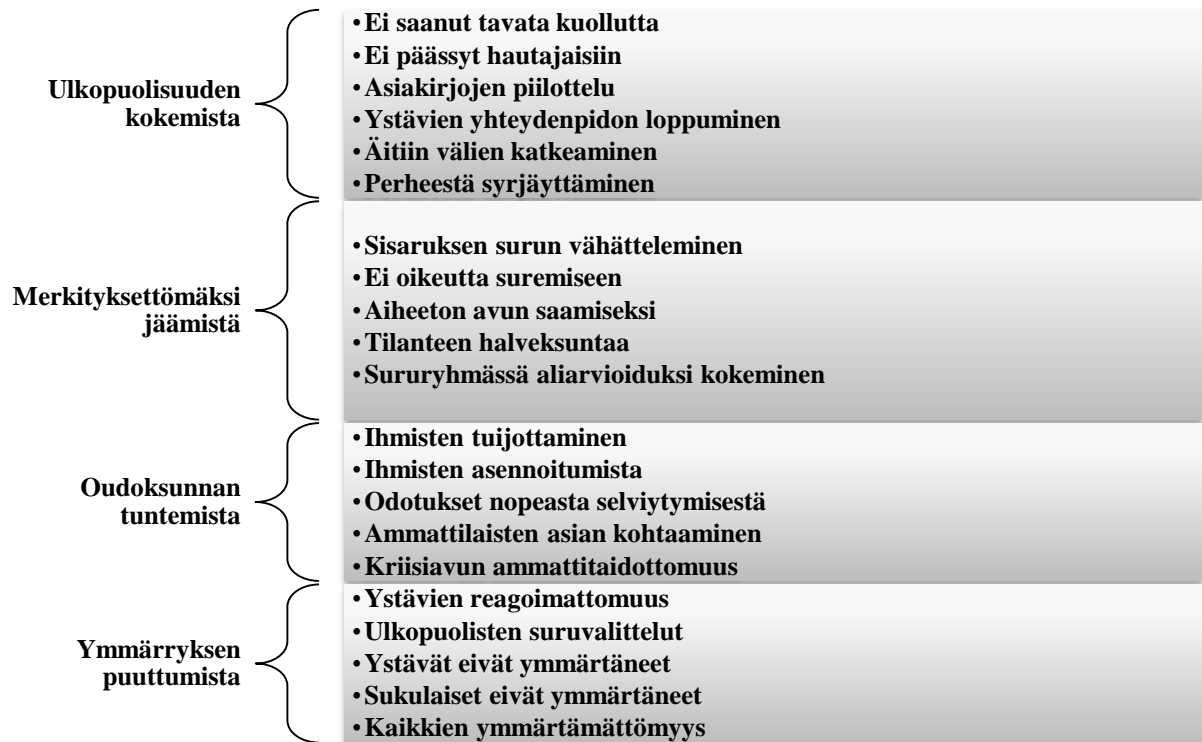 Ulkopuolisuuden
kokemista
•Ei saanut tavata kuollutta
•Ei päässyt hautajaisiin
•Asiakirjojen piilottelu
•Ystävien yhteydenpidon loppuminen
•Äitiin välien katkeaminen
•Perheestä syrjäyttäminen
Merkityksettömäksi
jäämistä
•Sisaruksen surun vähätteleminen
•Ei oikeutta suremiseen
•Aiheeton avun saamiseksi
•Tilanteen halveksuntaa
•Sururyhmässä aliarvioiduksi kokeminen
Oudoksunnan
tuntemista
•Ihmisten tuijottaminen
•Ihmisten asennoitumista
•Odotukset nopeasta selviytymisestä
•Ammattilaisten asian kohtaaminen
•Kriisiavun ammattitaidottomuus
Ymmärryksen
puuttumista
•Ystävien reagoimattomuus
•Ulkopuolisten suruvalittelut
•Ystävät eivät ymmärtäneet
•Sukulaiset eivät ymmärtäneet
•Kaikkien ymmärtämättömyys